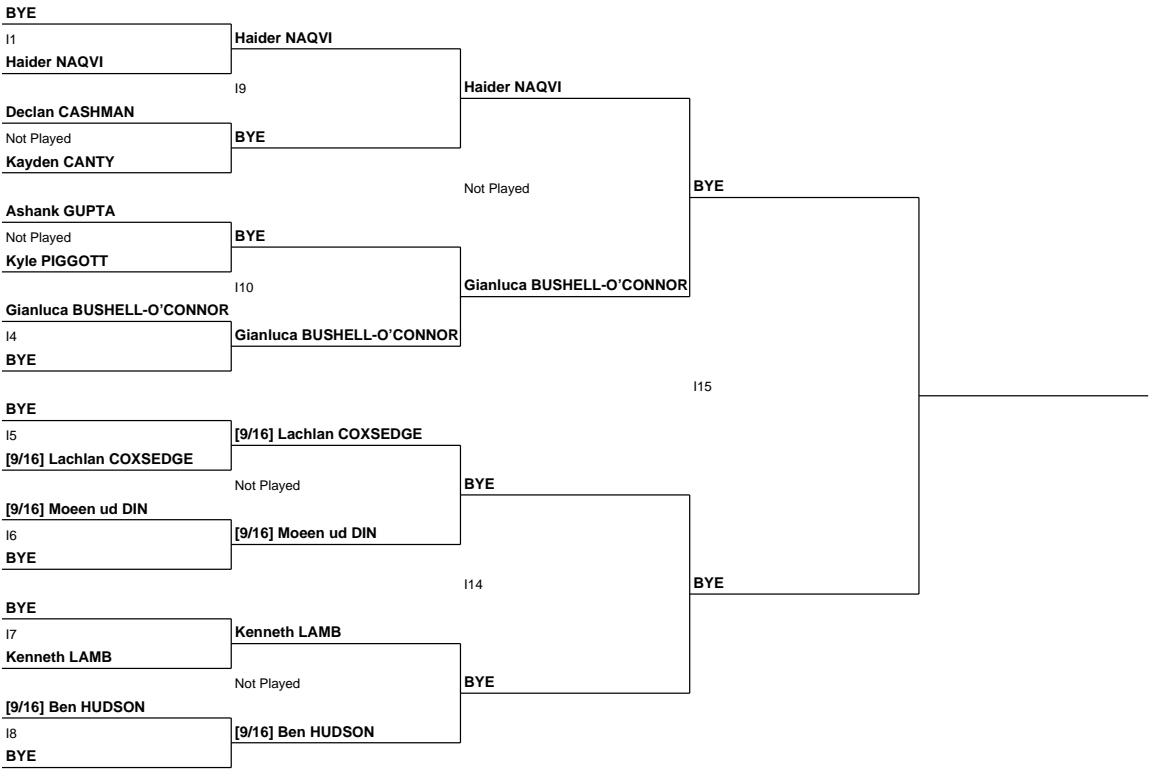 BYE
I1
Haider NAQVI
Haider NAQVI
I9
Haider NAQVI
Declan CASHMAN
Not Played
BYE
Kayden CANTY
Not Played
BYE
Ashank GUPTA
Not Played
BYE
Kyle PIGGOTT
I10
Gianluca BUSHELL-O'CONNOR
Gianluca BUSHELL-O'CONNOR
I4
Gianluca BUSHELL-O'CONNOR
BYE
I15
BYE
I5
[9/16] Lachlan COXSEDGE
[9/16] Lachlan COXSEDGE
Not Played
BYE
[9/16] Moeen ud DIN
I6
[9/16] Moeen ud DIN
BYE
I14
BYE
BYE
I7
Kenneth LAMB
Kenneth LAMB
Not Played
BYE
[9/16] Ben HUDSON
I8
[9/16] Ben HUDSON
BYE